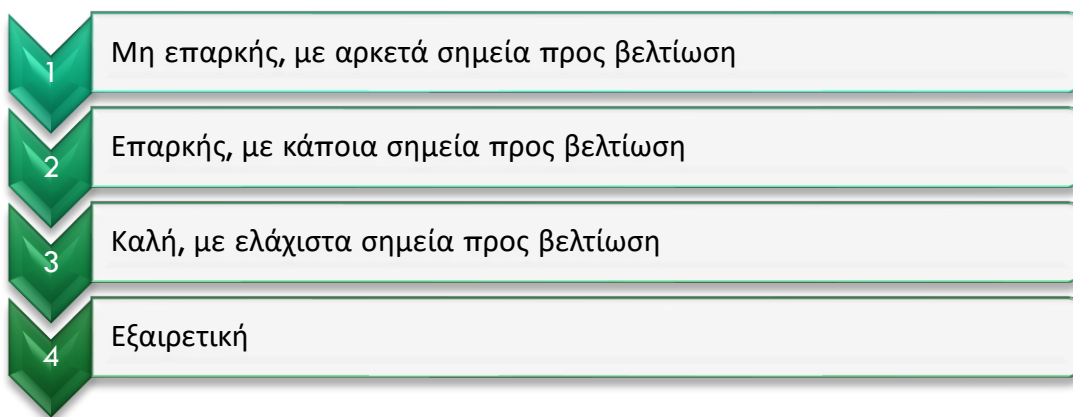 1
Μη επαρκής, με αρκετά σημεία προς βελτίωση
2
Επαρκής, με κάποια σημεία προς βελτίωση
3
Καλή, με ελάχιστα σημεία προς βελτίωση
4
Εξαιρετική